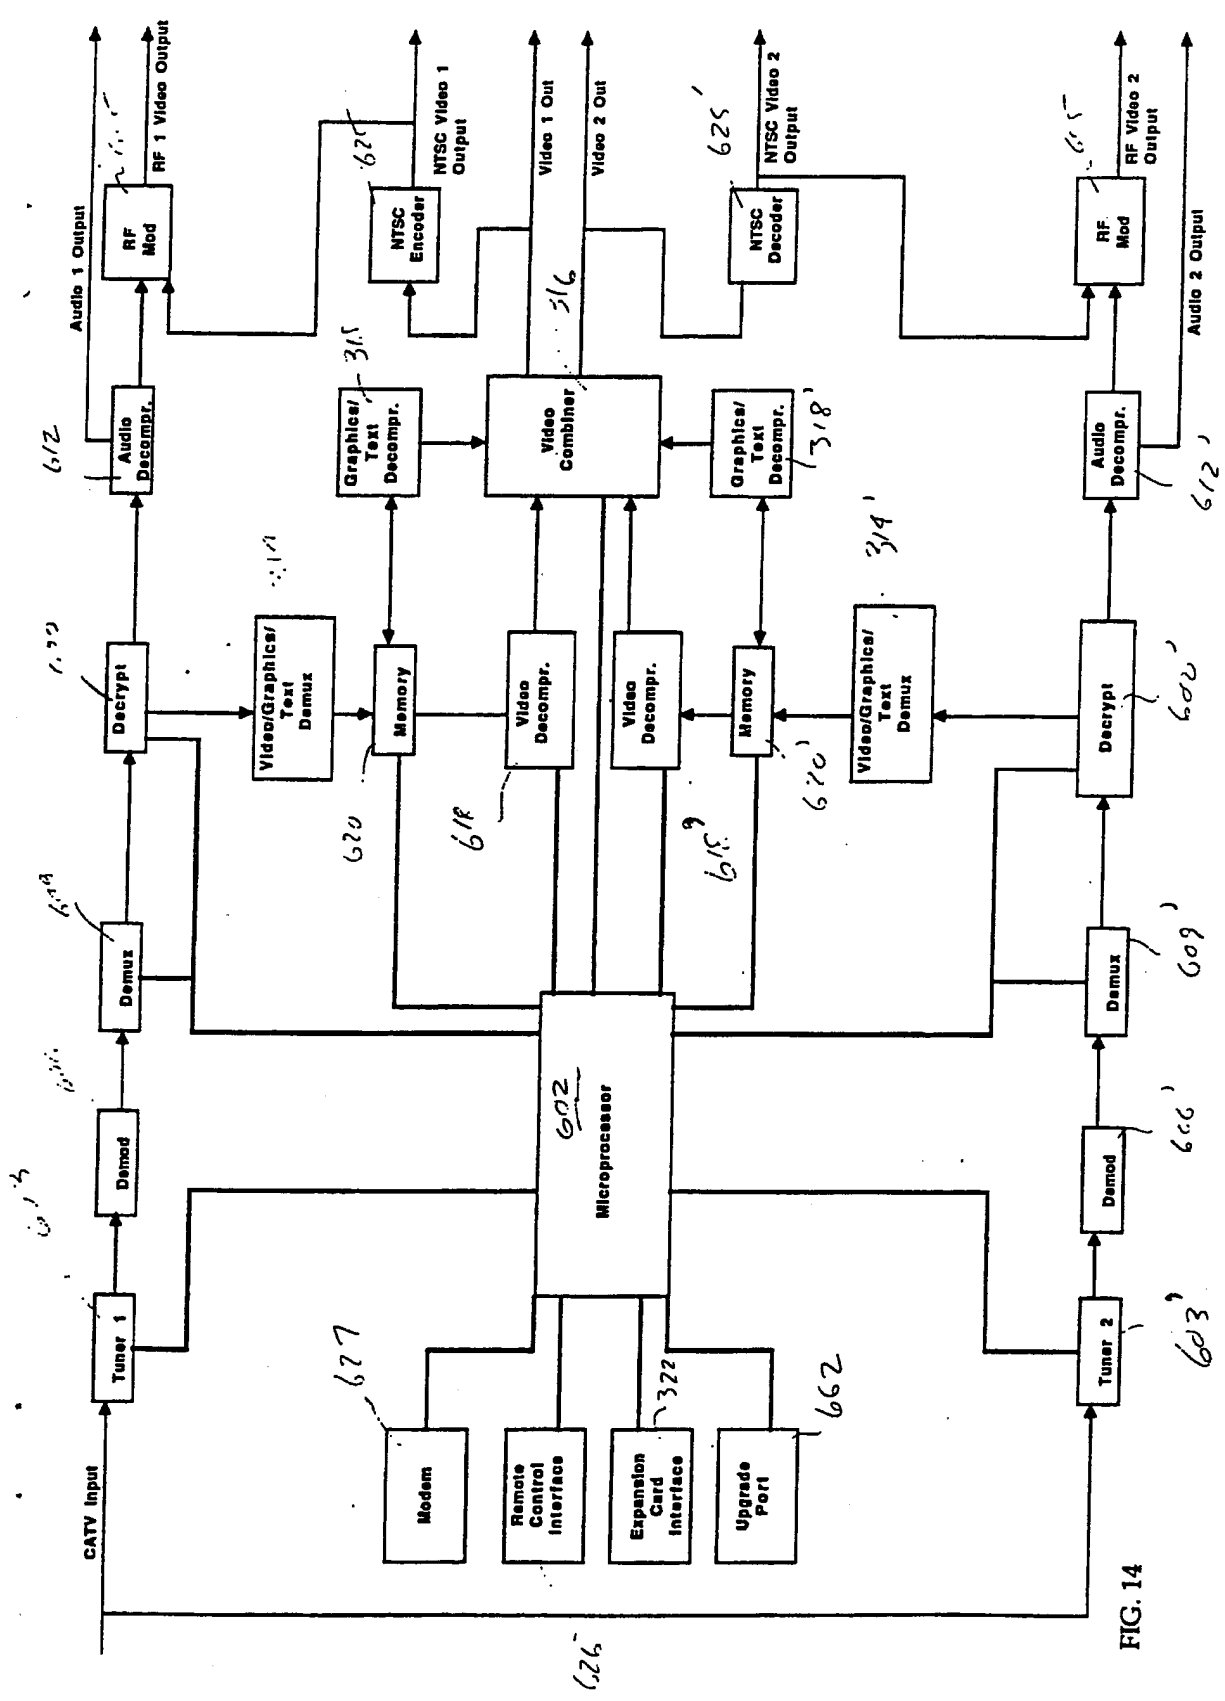 CATV Input
Tuner 1
Demod
Demux
Decrypt
Audio
Decompr.
612
RF
Mod
Audio 1 Output
RF 1 Video Output
Video/Graphics/
Text
Demux
Memory
620
Graphics/
Text
Decompr.
NTSC
Encoder
625
NTSC Video 1
Output
Video
Decompr.
618
Video
Combiner
316
Video 1 Out
Video 2 Out
Modem
627
Remote
Control
Interface
Expansion
Card
Interface
322
Upgrade
Port
662
602
Microprocessor
Video
Decompr.
618'
Memory
620'
Graphics/
Text
Decompr.
318'
NTSC
Decoder
625'
NTSC Video 2
Output
Video/Graphics/
Text
Demux
314'
Tuner 2
603'
Demod
606'
Demux
609'
Decrypt
Audio
Decompr.
612'
RF
Mod
RF Video 2
Output
Audio 2 Output
FIG. 14